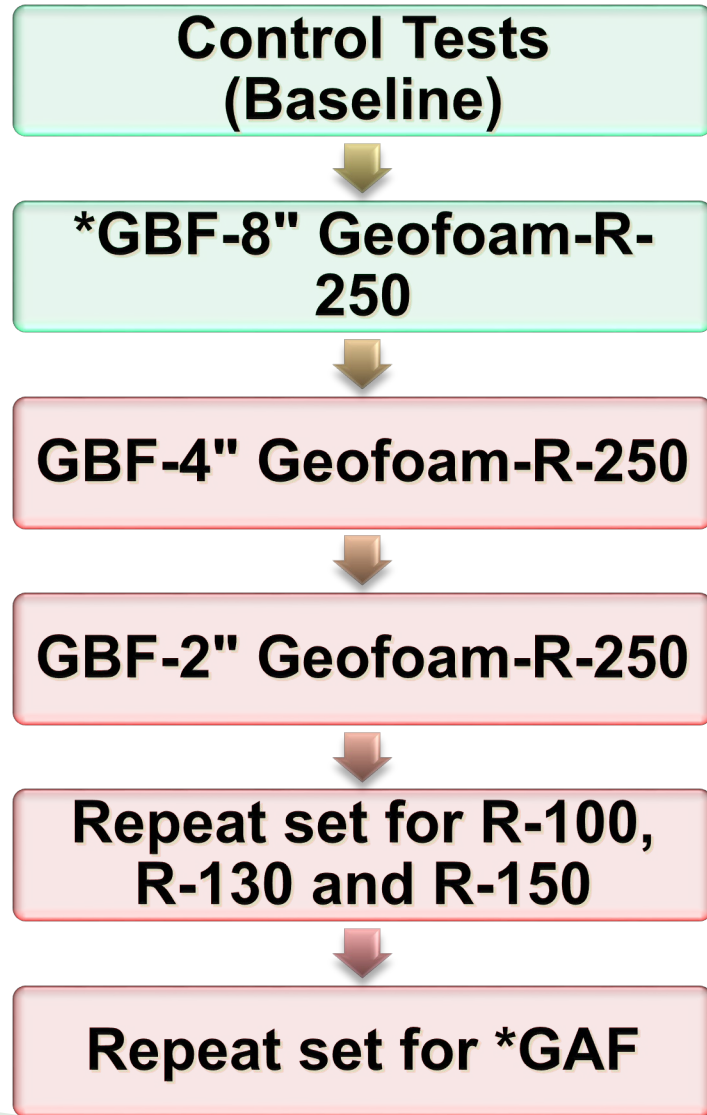 Control Tests
(Baseline)
*GBF-8" Geofoam-R-
250
GBF-4" Geofoam-R-250
GBF-2" Geofoam-R-250
Repeat set for R-100,
R-130 and R-150
Repeat set for *GAF